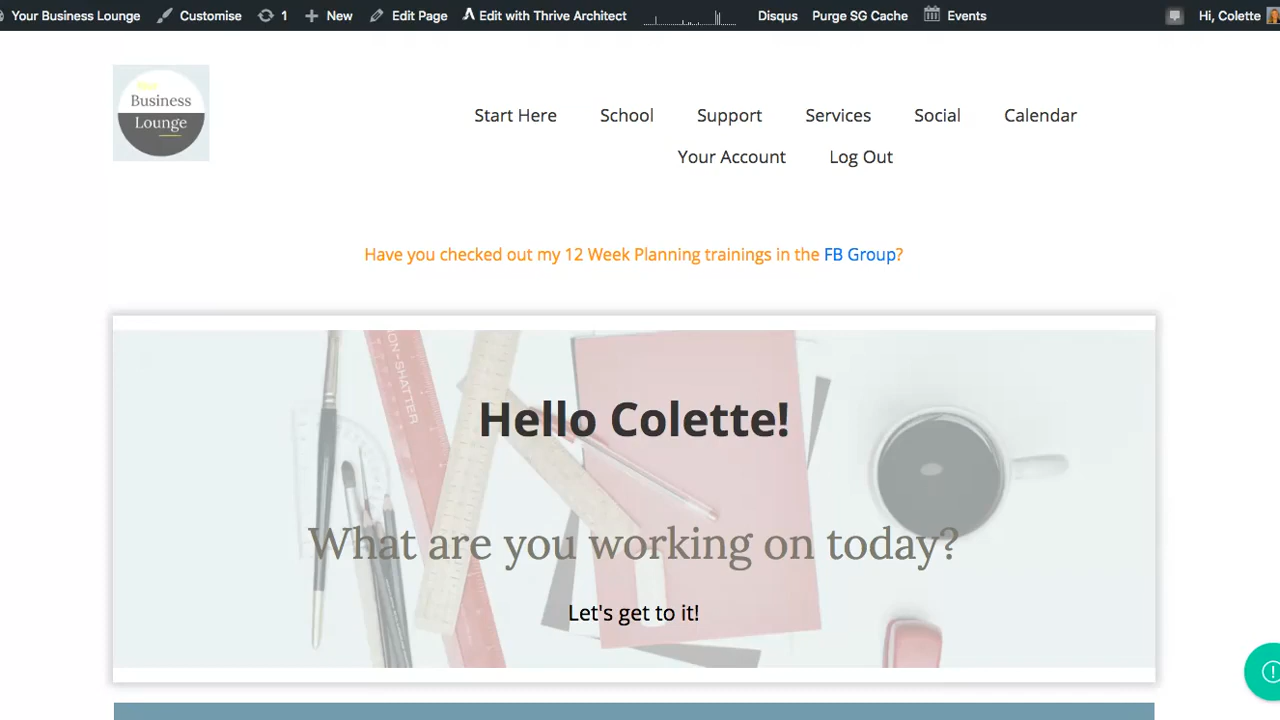 Your Business Lounge Customise 1 New Edit Page Edit with Thrive Architect Disqus Purge SG Cache Events Hi, Colette
Your
Business
Lounge
Start Here School Support Services Social Calendar
Your Account Log Out
Have you checked out my 12 Week Planning trainings in the FB Group?
ON-SHATTER
Hello Colette!
What are you working on today?
Let's get to it!